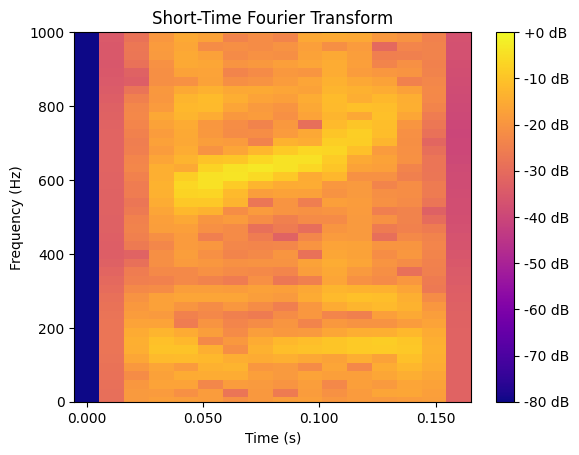 Short-Time Fourier Transform
Frequency (Hz)
1000
800
600
400
200
0
0.000
0.050
0.100
0.150
Time (s)
+0 dB
-10 dB
-20 dB
-30 dB
-40 dB
-50 dB
-60 dB
-70 dB
-80 dB